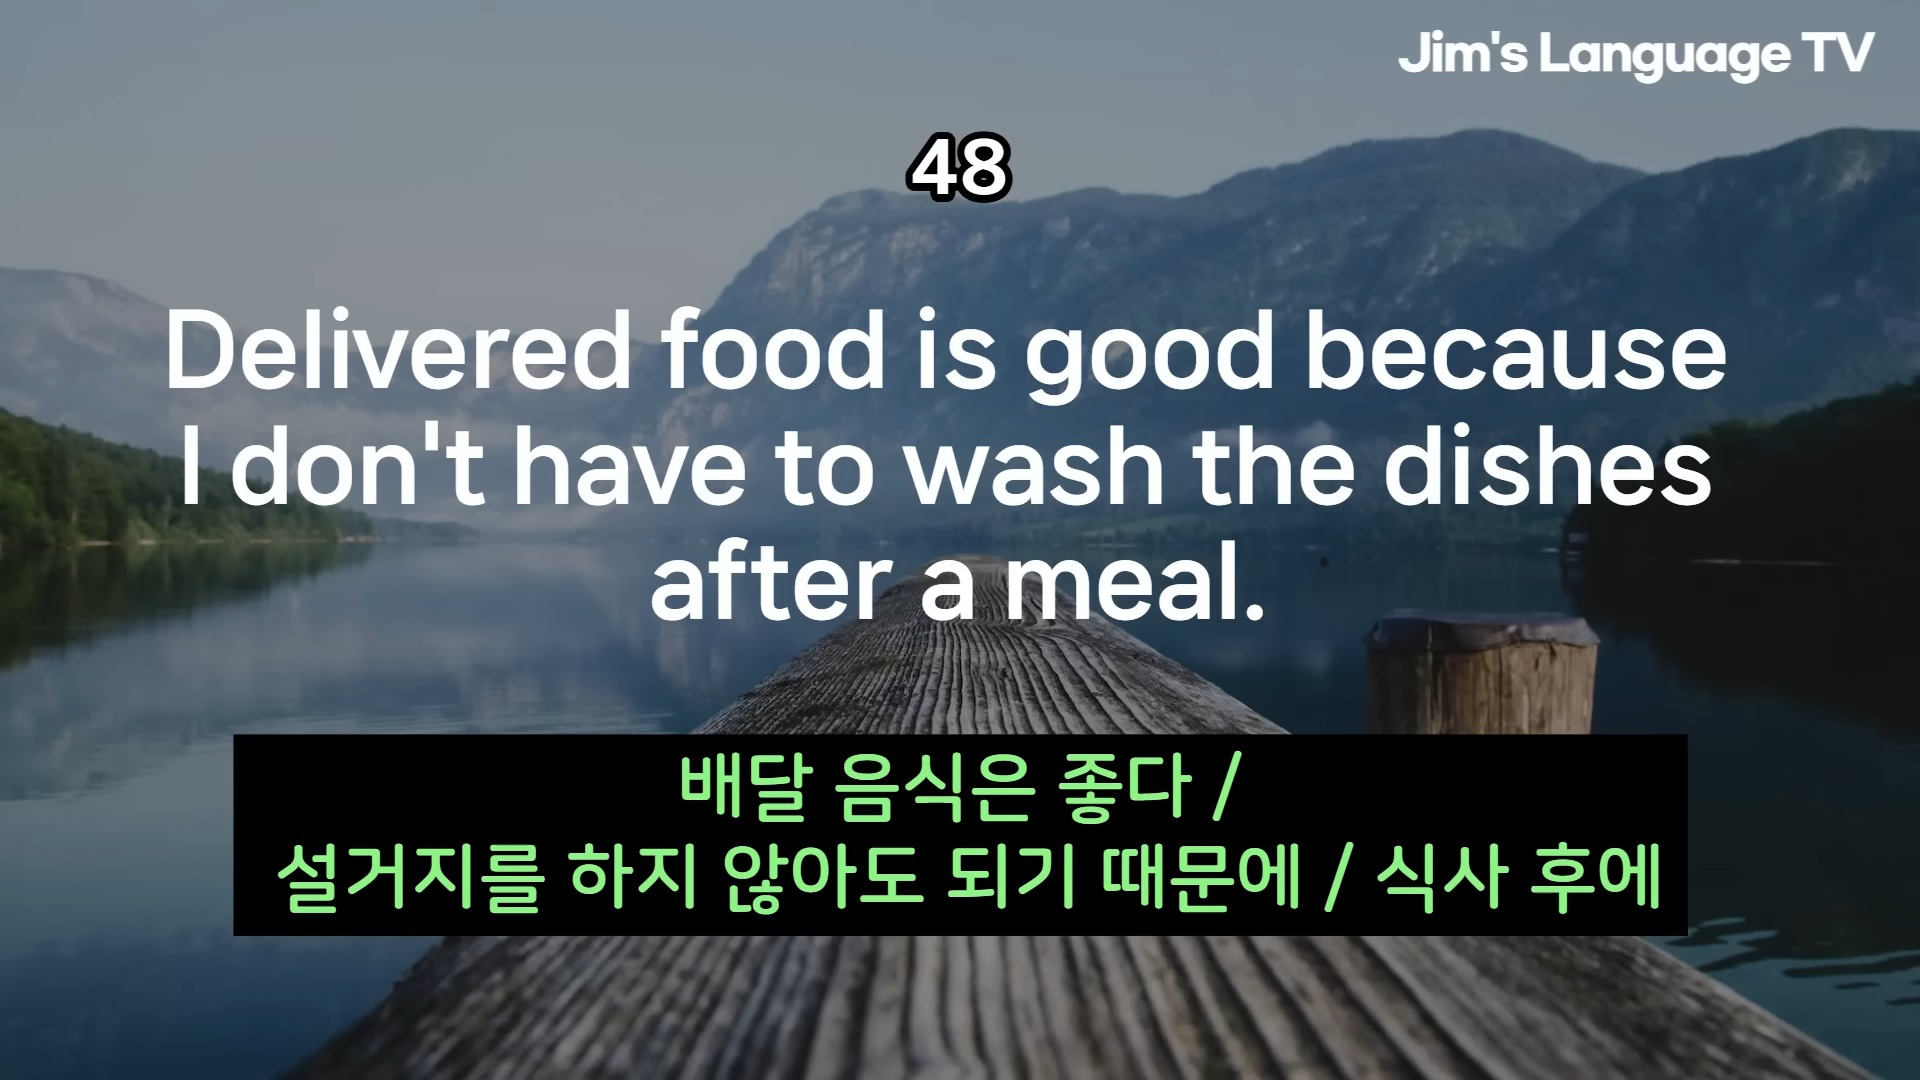 Jim's Language TV
48
Delivered food is good because
I don't have to wash the dishes
after a meal.
배달 음식은 좋다 /
설거지를 하지 않아도 되기 때문에 / 식사 후에